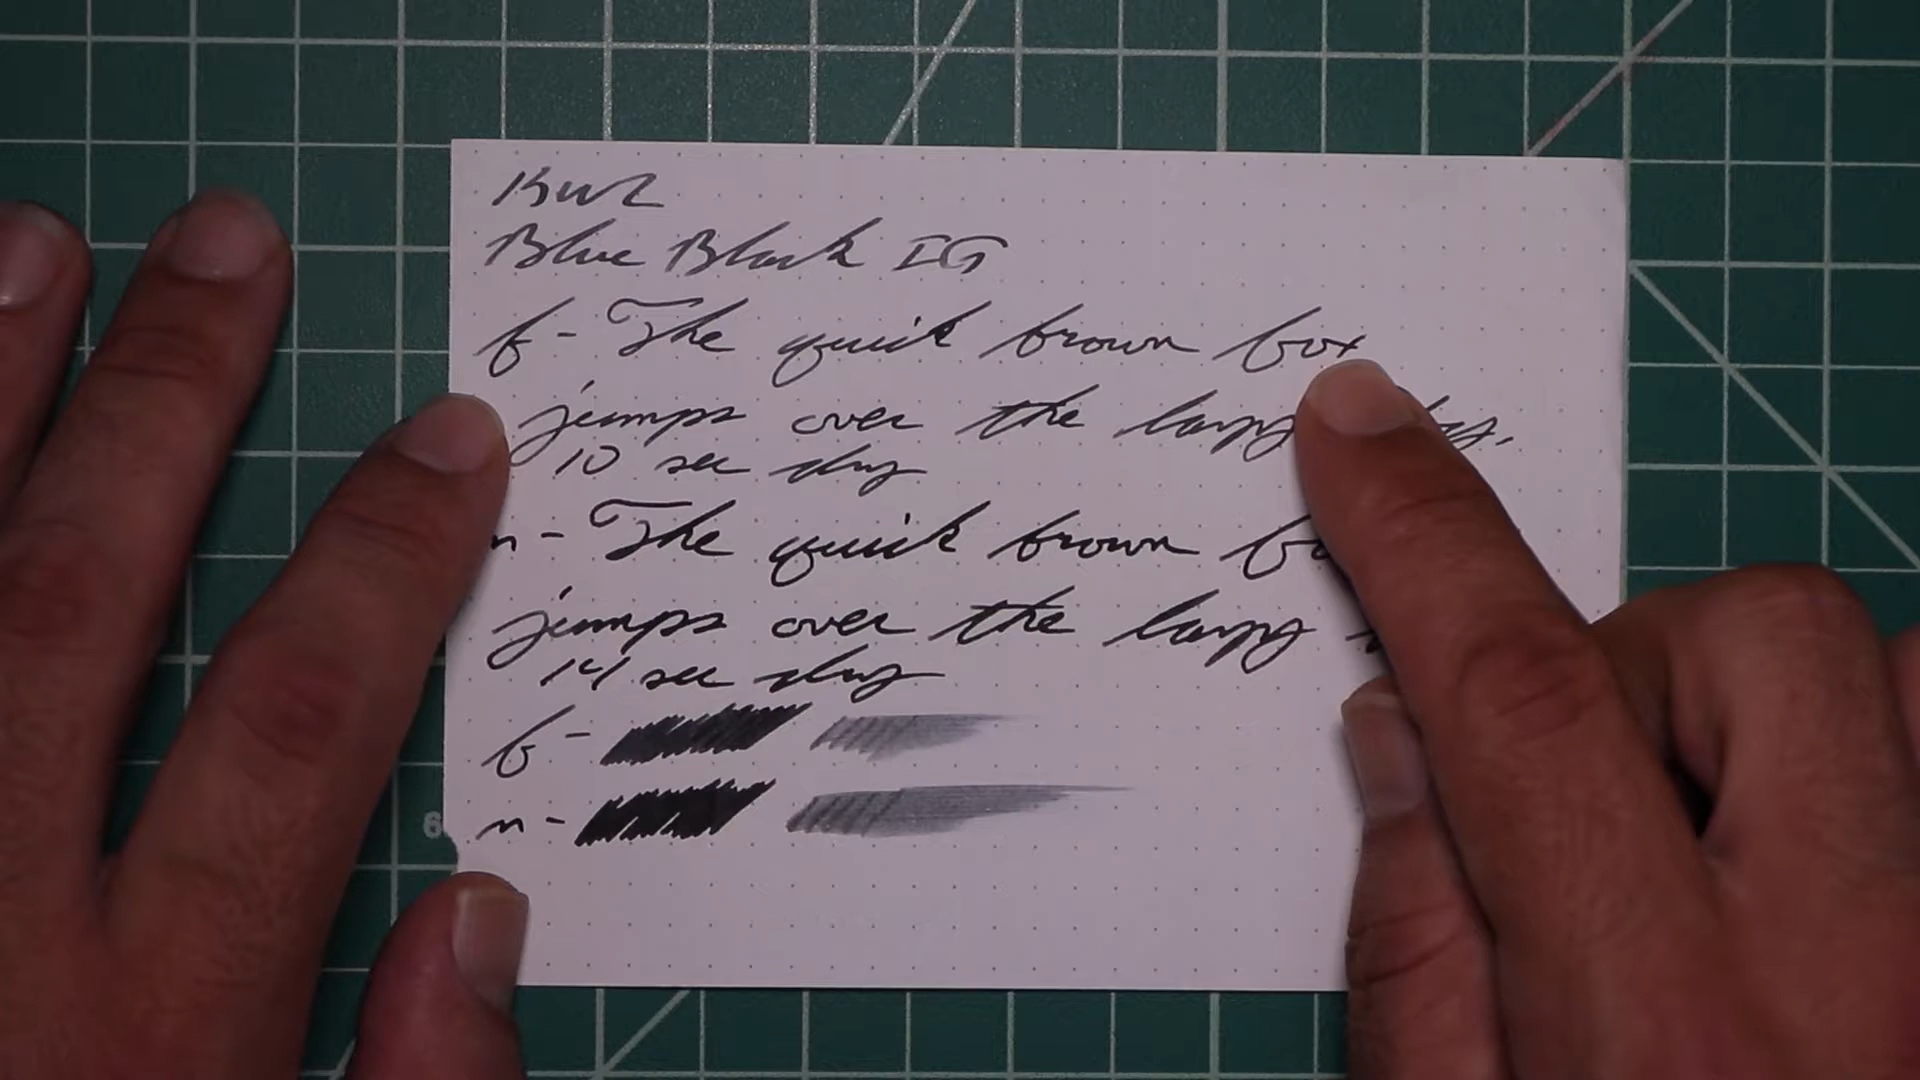 KWZ
Blue Black IG
f - The quick brown fox
jumps over the lazy
10 sec dry
m - The quick brown
jumps over the lazy
14 sec dry
f -
m -
6